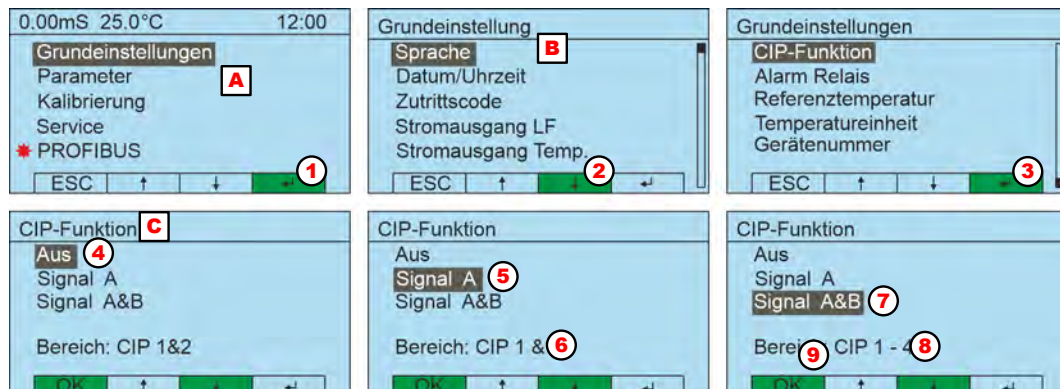 0.00mS 25.0°C 12:00
Grundeinstellungen
A
Parameter
Kalibrierung
Service
PROFIBUS
ESC ↑ ↓ ↵ 1
Grundeinstellung
Sprache B
Datum/Uhrzeit
Zutrittscode
Stromausgang LF
Stromausgang Temp.
ESC ↑ ↓ 2 ↵
Grundeinstellungen
CIP-Funktion
Alarm Relais
Referenztemperatur
Temperatureinheit
Gerätenummer
ESC ↑ ↓ ↵ 3
CIP-Funktion C
Aus 4
Signal A
Signal A&B
Bereich: CIP 1&2
OK ↑ ↓ ↵
CIP-Funktion
Aus
Signal A 5
Signal A&B
Bereich: CIP 1 & 6
OK ↑ ↓ ↵
CIP-Funktion
Aus
Signal A
Signal A&B 7
9 CIP 1 - 4 8
OK ↑ ↓ ↵